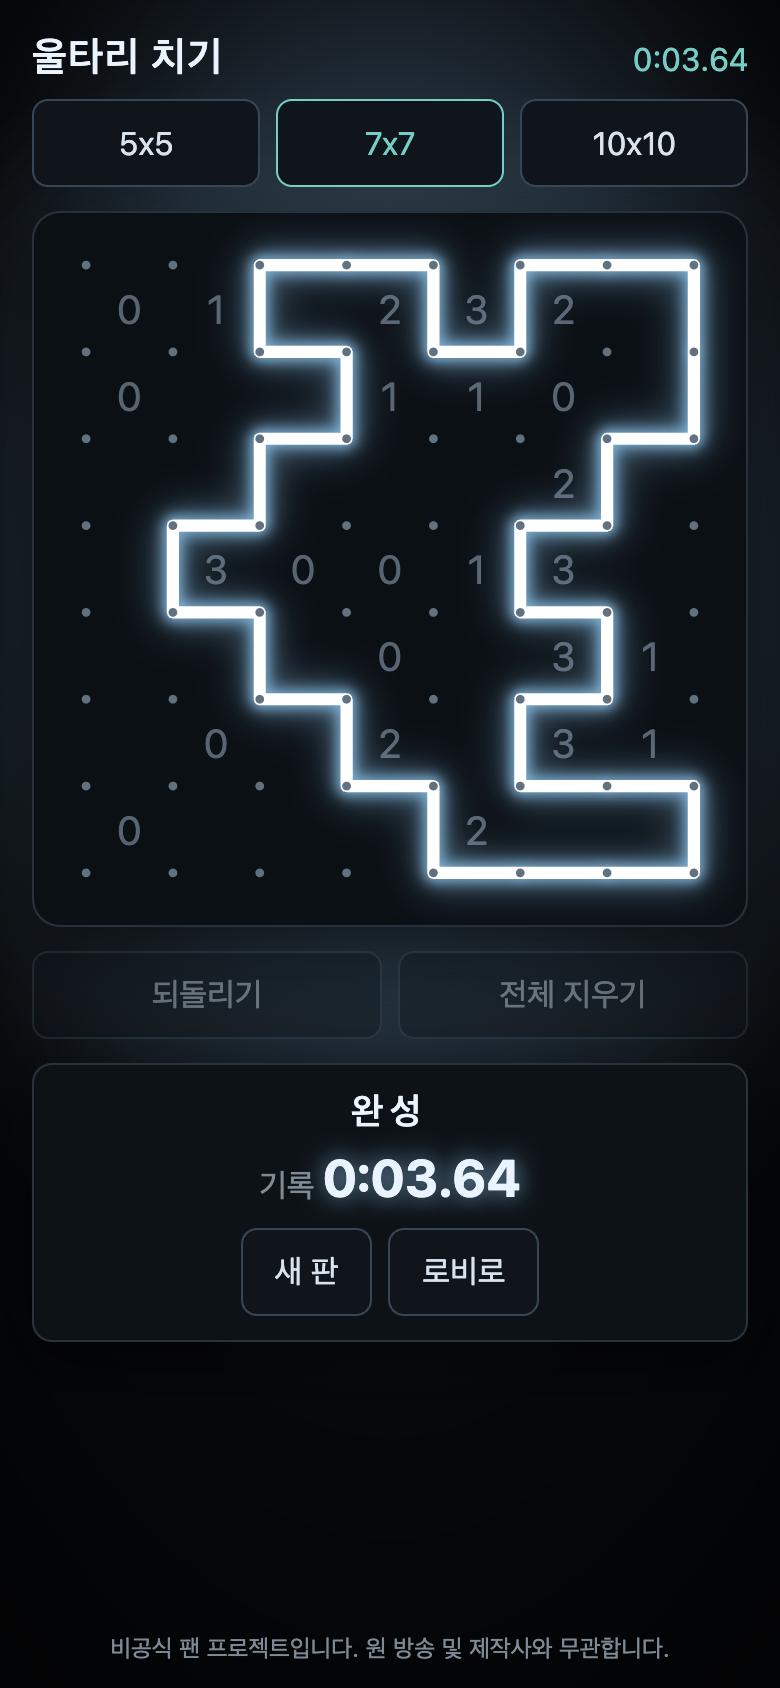 울타리 치기 0:03.64
5x5 7x7 10x10
0 1 2 3 2
0 1 1 0
2
3 0 0 1 3
0 3 1
0 2 3 1
0 2
되돌리기 전체 지우기
완성
기록 0:03.64
새 판 로비로
비공식 팬 프로젝트입니다. 원 방송 및 제작사와 무관합니다.